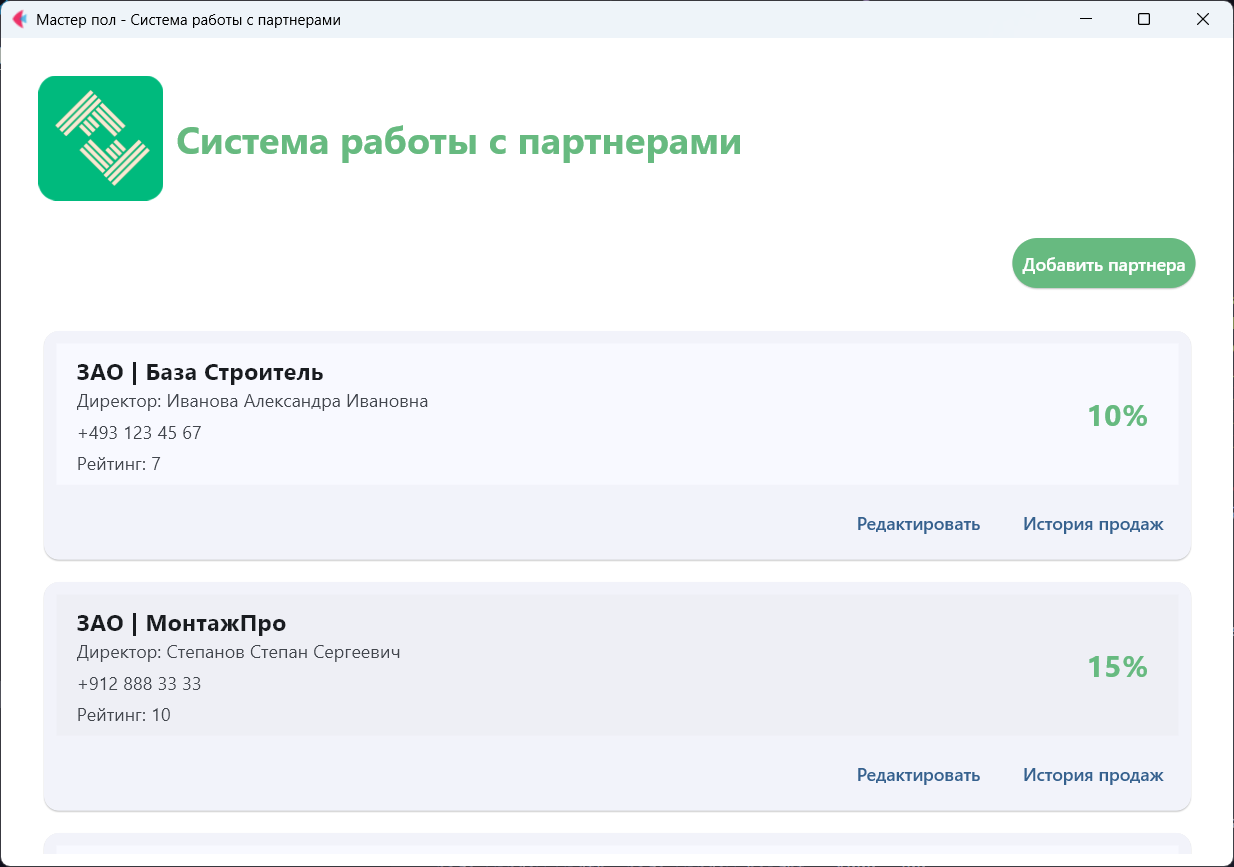 Мастер пол - Система работы с партнерами
Система работы с партнерами
Добавить партнера
ЗАО | База Строитель
Директор: Иванова Александра Ивановна
+493 123 45 67
Рейтинг: 7
10%
Редактировать История продаж
ЗАО | МонтажПро
Директор: Степанов Степан Сергеевич
+912 888 33 33
Рейтинг: 10
15%
Редактировать История продаж